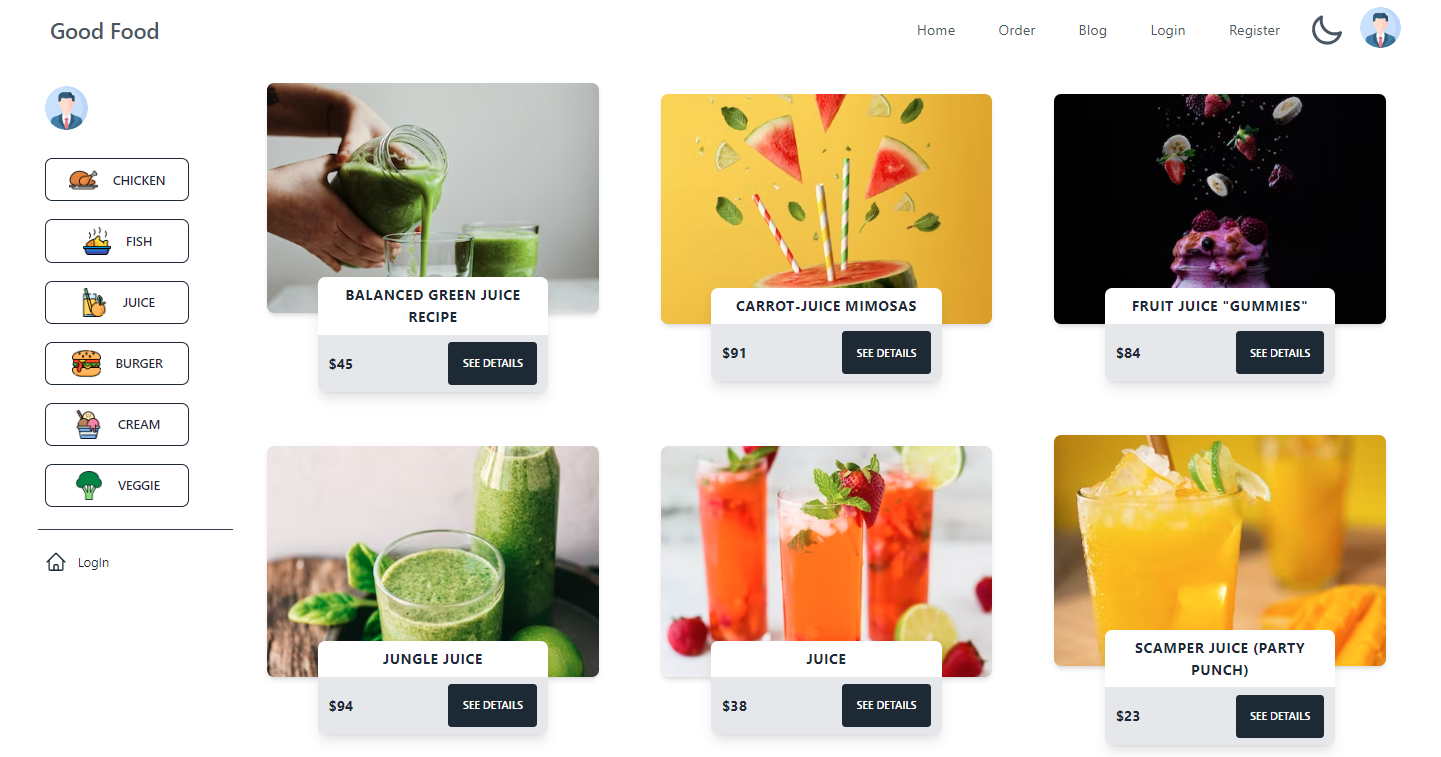 Good Food
Home
Order
Blog
Login
Register
CHICKEN
FISH
JUICE
BURGER
CREAM
VEGGIE
LogIn
BALANCED GREEN JUICE
RECIPE
$45
SEE DETAILS
CARROT-JUICE MIMOSAS
$91
SEE DETAILS
FRUIT JUICE "GUMMIES"
$84
SEE DETAILS
JUNGLE JUICE
$94
SEE DETAILS
JUICE
$38
SEE DETAILS
SCAMPER JUICE (PARTY
PUNCH)
$23
SEE DETAILS